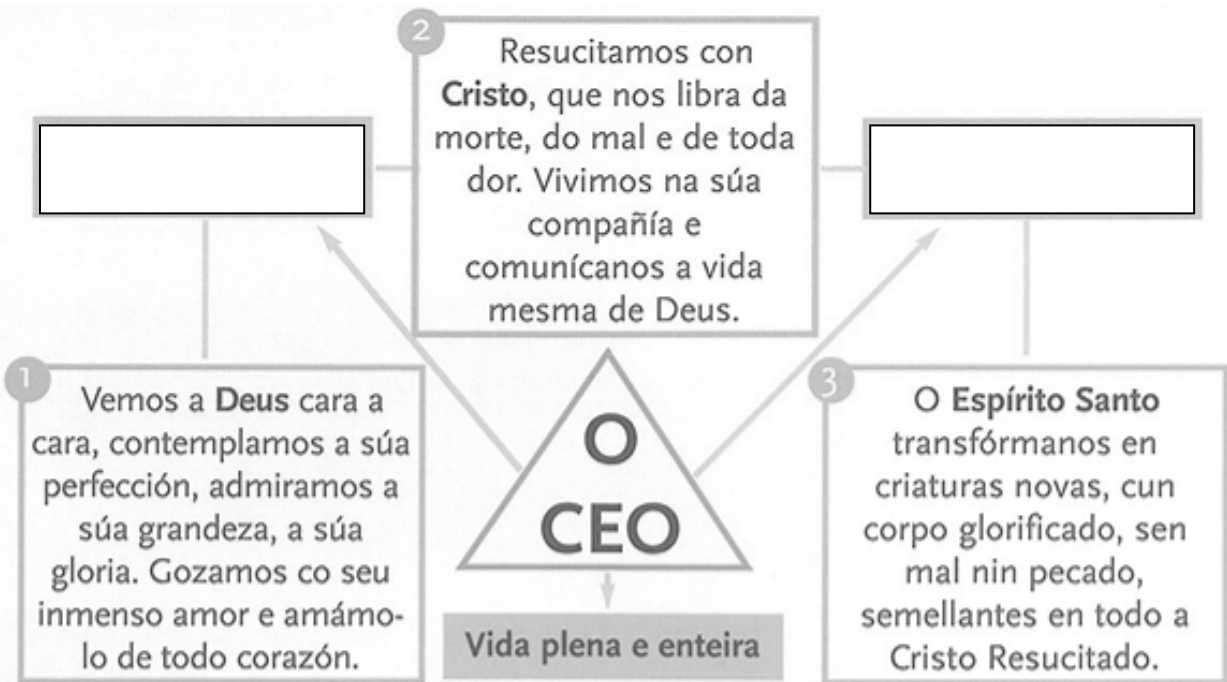 2
Resucitamos con
Cristo, que nos libra da
morte, do mal e de toda
dor. Vivimos na súa
compañía e
comunícanos a vida
mesma de Deus.
1
Vemos a Deus cara a
cara, contemplamos a súa
perfección, admiramos a
súa grandeza, a súa
gloria. Gozamos co seu
inmenso amor e amámo-
lo de todo corazón.
O
CEO
Vida plena e enteira
3
O Espírito Santo
transfórmanos en
criaturas novas, cun
corpo glorificado, sen
mal nin pecado,
semellantes en todo a
Cristo Resucitado.